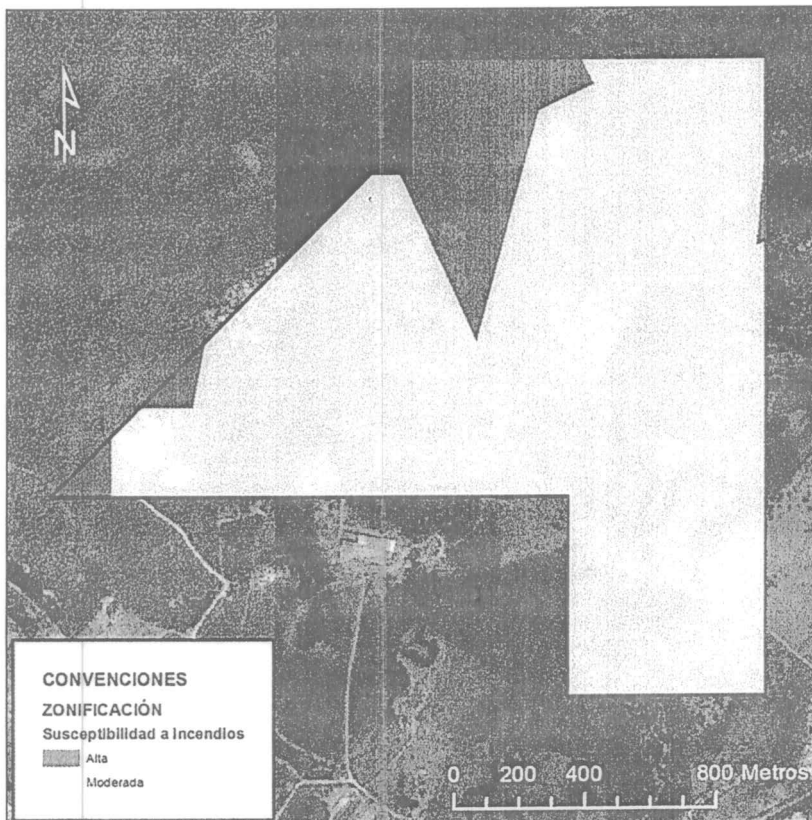 N
CONVENCIONES
ZONIFICACIÓN
Susceptibilidad a Incendios
Alta
Moderada
0 200 400 800 Metros